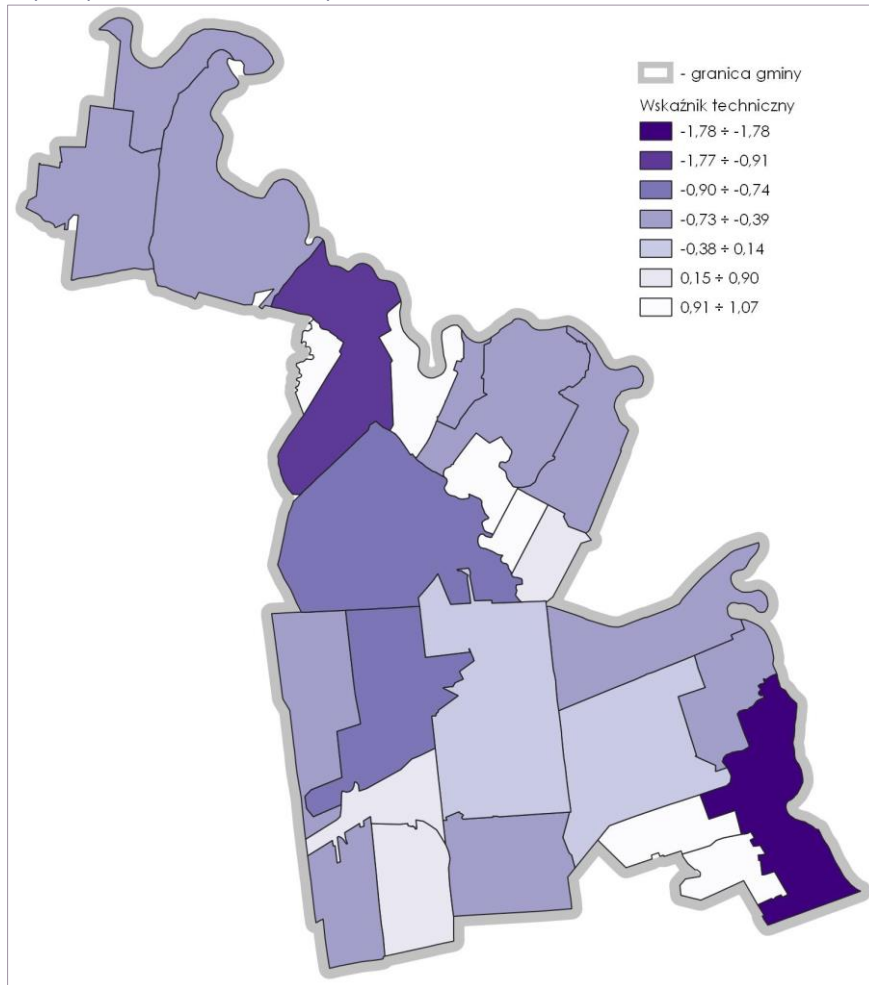 - granica gminy
Wskaźnik techniczny
-1,78 ÷ -1,78
-1,77 ÷ -0,91
-0,90 ÷ -0,74
-0,73 ÷ -0,39
-0,38 ÷ 0,14
0,15 ÷ 0,90
0,91 ÷ 1,07